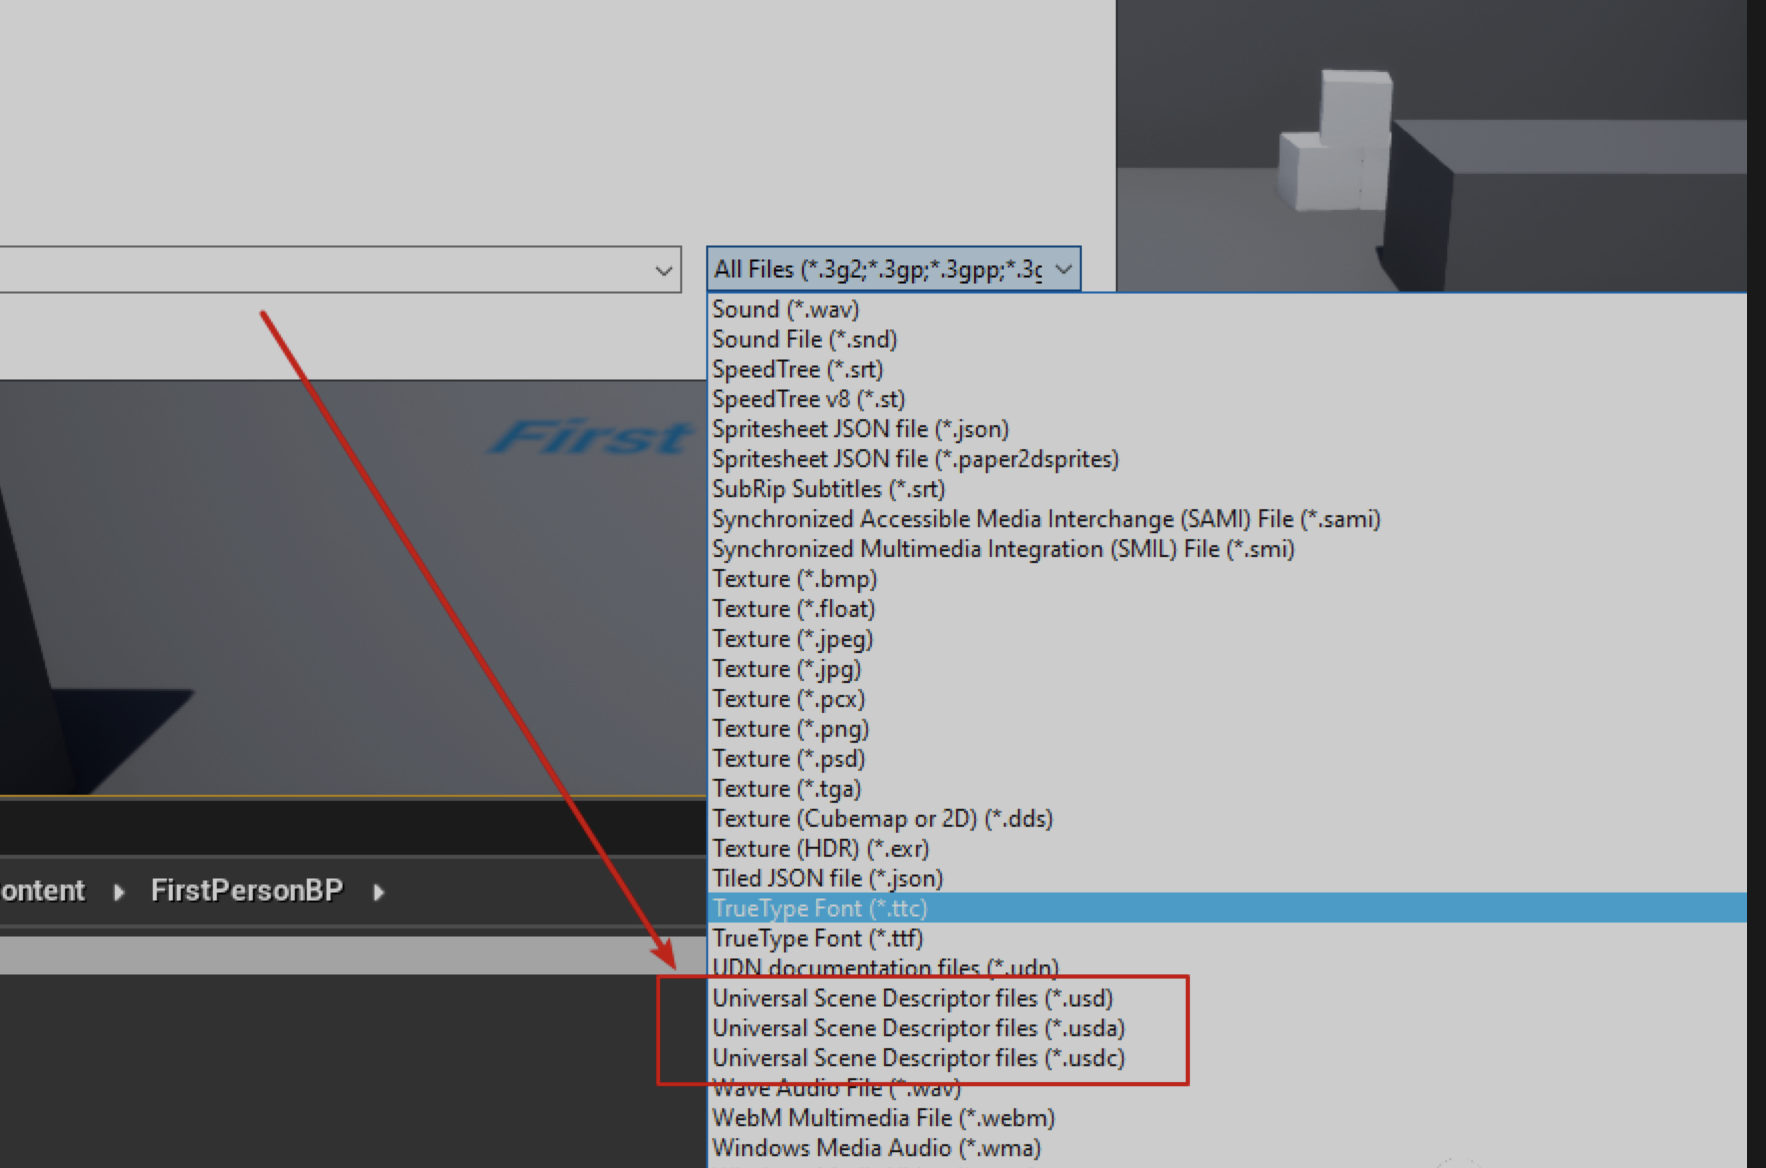 All Files (*.3g2;*.3gp;*.3gpp;*.3g
Sound (*.wav)
Sound File (*.snd)
SpeedTree (*.srt)
SpeedTree v8 (*.st)
Spritesheet JSON file (*.json)
Spritesheet JSON file (*.paper2dsprites)
SubRip Subtitles (*.srt)
Synchronized Accessible Media Interchange (SAMI) File (*.sami)
Synchronized Multimedia Integration (SMIL) File (*.smi)
Texture (*.bmp)
Texture (*.float)
Texture (*.jpeg)
Texture (*.jpg)
Texture (*.pcx)
Texture (*.png)
Texture (*.psd)
Texture (*.tga)
Texture (Cubemap or 2D) (*.dds)
Texture (HDR) (*.exr)
Tiled JSON file (*.json)
TrueType Font (*.ttc)
TrueType Font (*.ttf)
UDN documentation files (*.udn)
Universal Scene Descriptor files (*.usd)
Universal Scene Descriptor files (*.usda)
Universal Scene Descriptor files (*.usdc)
Wave Audio File (*.wav)
WebM Multimedia File (*.webm)
Windows Media Audio (*.wma)
First
ontent
FirstPersonBP